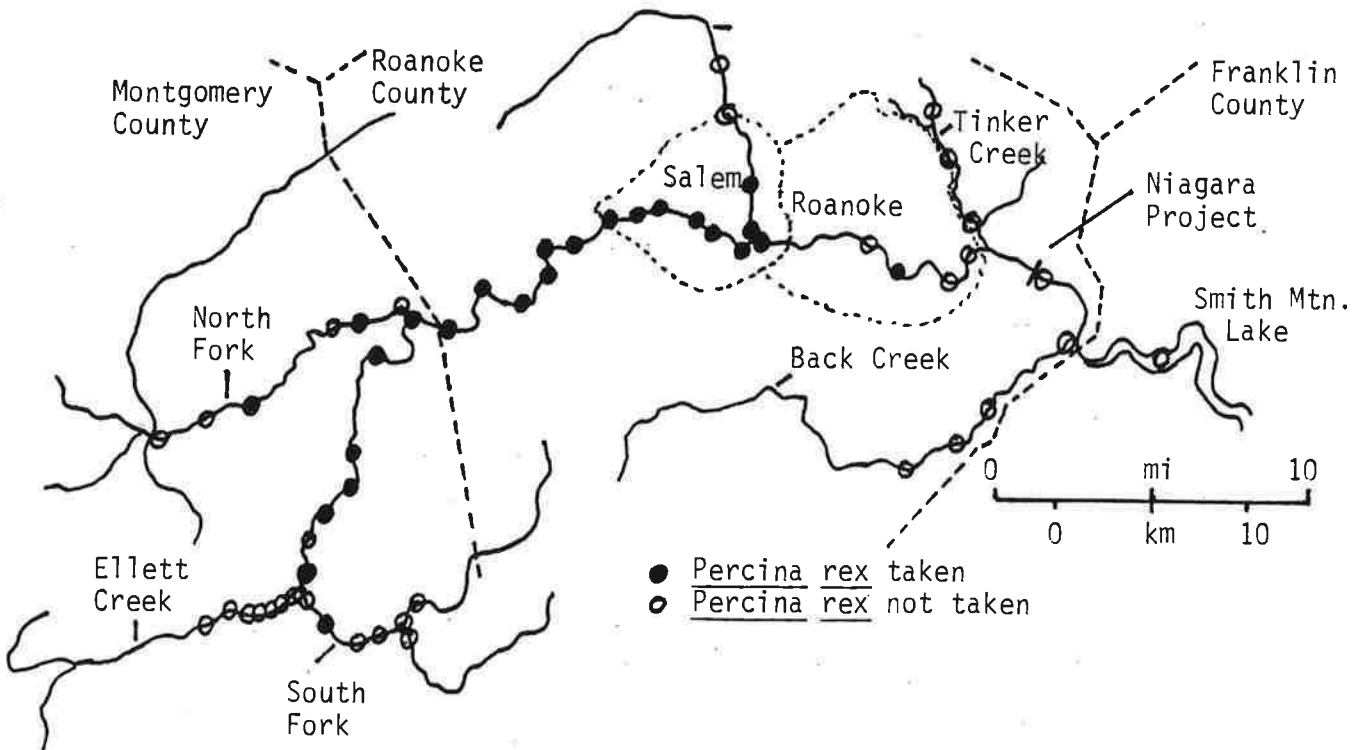 Montgomery
County
Roanoke
County
Franklin
County
Tinker
Creek
Salem
Roanoke
Niagara
Project
North
Fork
Smith Mtn.
Lake
Back Creek
0 mi 10
0 km 10
Ellett
Creek
Percina rex taken
Percina rex not taken
South
Fork